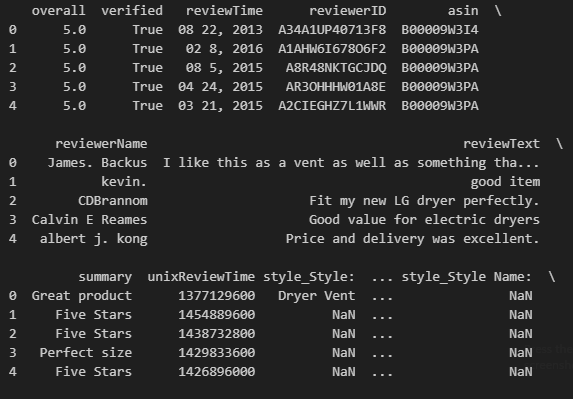 overall  verified   reviewTime      reviewerID        asin  \
0      5.0      True  08 22, 2013  A34A1UP40713F8  B00009W3I4
1      5.0      True   02 8, 2016  A1AHW6I678O6F2  B00009W3PA
2      5.0      True   08 5, 2015   A8R48NKTGCJDQ  B00009W3PA
3      5.0      True  04 24, 2015  AR3OHHHW01A8E  B00009W3PA
4      5.0      True  03 21, 2015  A2CIEGHZ7L1WWR  B00009W3PA
reviewerName                                         reviewText  \
0   James. Backus  I like this as a vent as well as something tha...
1          kevin.                                          good item
2       CDBrannom                      Fit my new LG dryer perfectly.
3  Calvin E Reames                      Good value for electric dryers
4  albert j. kong                   Price and delivery was excellent.
summary  unixReviewTime style_Style:  ... style_Style Name:  \
0  Great product      1377129600   Dryer Vent  ...               NaN
1     Five Stars      1454889600          NaN  ...               NaN
2     Five Stars      1438732800          NaN  ...               NaN
3   Perfect size      1429833600          NaN  ...               NaN
4     Five Stars      1426896000          NaN  ...               NaN